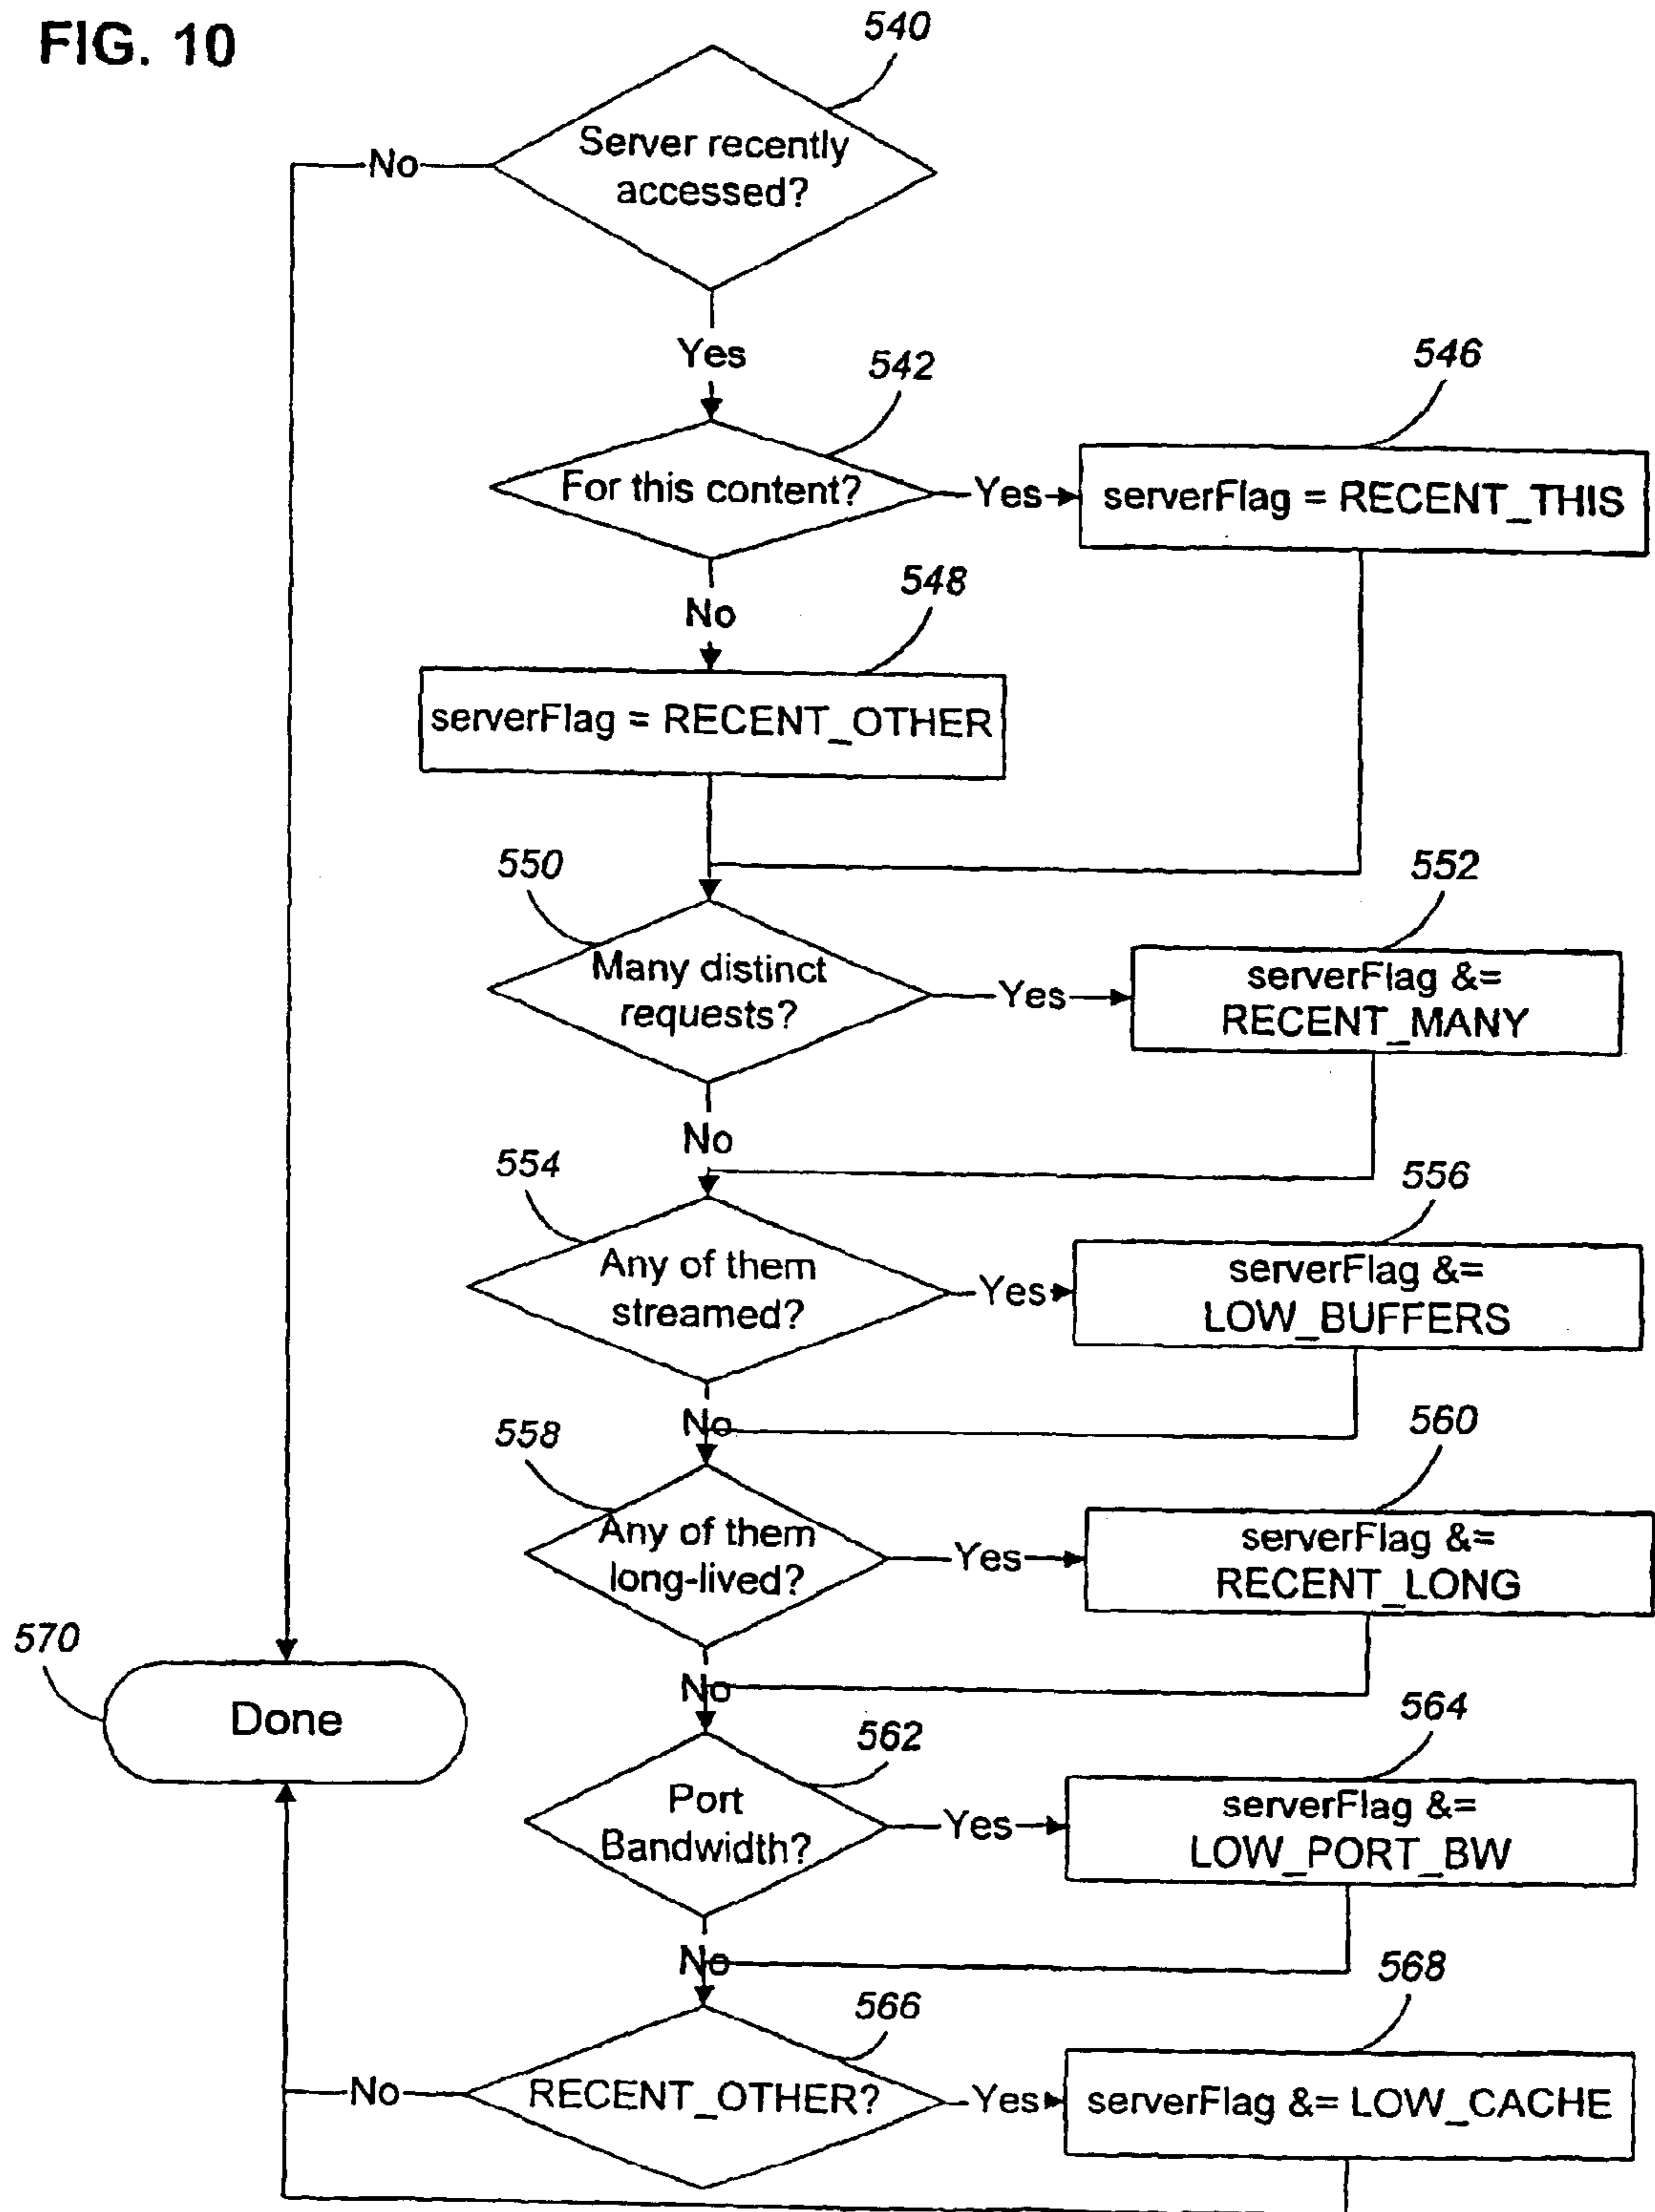 FIG. 10
540
Server recently
accessed?
No
Yes
542
546
For this content?
Yes
serverFlag = RECENT_THIS
No
548
serverFlag = RECENT_OTHER
550
552
Many distinct
requests?
Yes
serverFlag &=
RECENT_MANY
No
554
556
Any of them
streamed?
Yes
serverFlag &=
LOW_BUFFERS
No
558
560
Any of them
long-lived?
Yes
serverFlag &=
RECENT_LONG
570
Done
No
562
564
Port
Bandwidth?
Yes
serverFlag &=
LOW_PORT_BW
No
566
568
No
RECENT_OTHER?
Yes
serverFlag &= LOW_CACHE